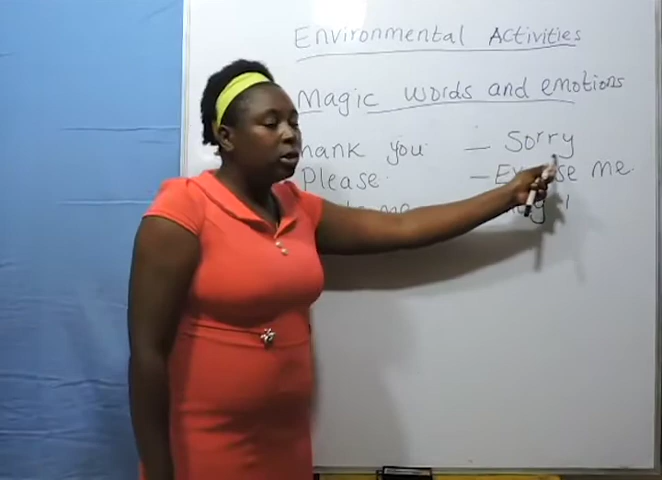 Environmental Activities
Magic words and emotions
hank you — Sorry
Please — Excuse me.